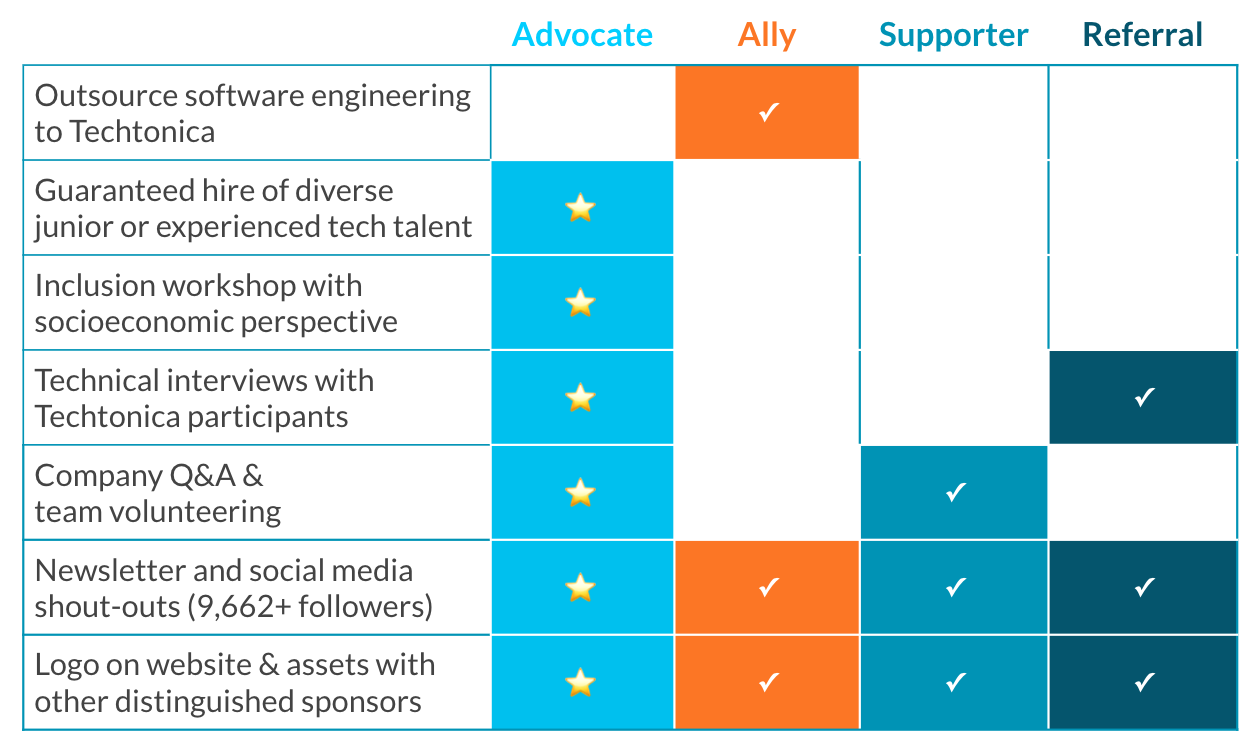 Advocate Ally Supporter Referral
Outsource software engineering
to Techtonica
✓
Guaranteed hire of diverse
junior or experienced tech talent
⭐
Inclusion workshop with
socioeconomic perspective
⭐
Technical interviews with
Techtonica participants
⭐ ✓
Company Q&A &
team volunteering
⭐ ✓
Newsletter and social media
shout-outs (9,662+ followers)
⭐ ✓ ✓ ✓
Logo on website & assets with
other distinguished sponsors
⭐ ✓ ✓ ✓